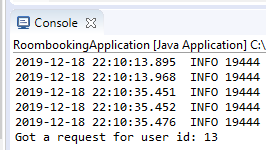 Console
RoombookingApplication [Java Application] C:\
2019-12-18 22:10:13.895 INFO 19444
2019-12-18 22:10:13.968 INFO 19444
2019-12-18 22:10:35.451 INFO 19444
2019-12-18 22:10:35.452 INFO 19444
2019-12-18 22:10:35.476 INFO 19444
Got a request for user id: 13